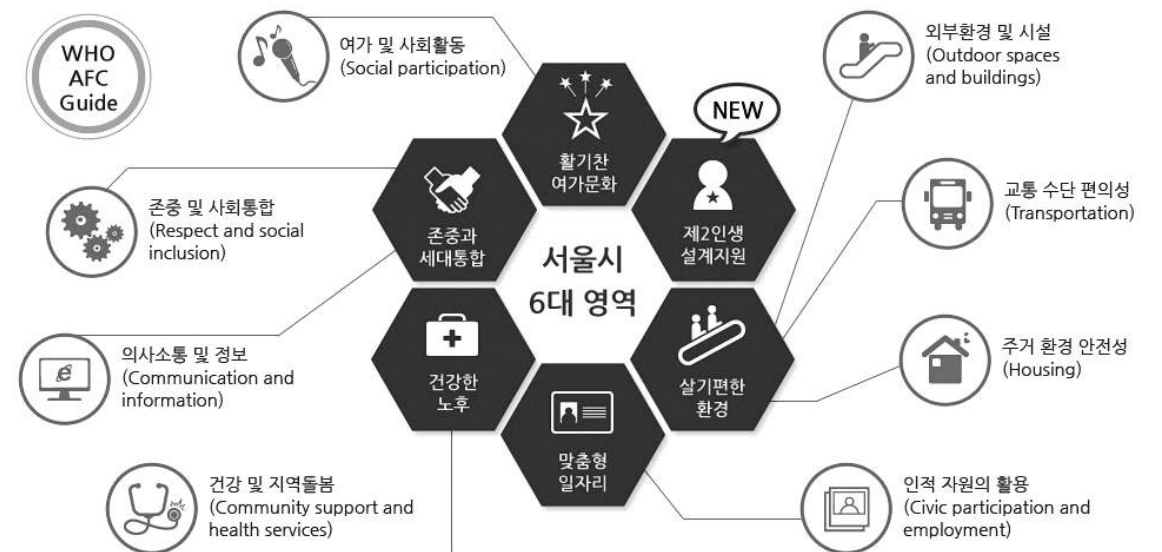 WHO
AFC
Guide
여가 및 사회활동
(Social participation)
외부환경 및 시설
(Outdoor spaces
and buildings)
NEW
활기찬
여가문화
존중 및 사회통합
(Respect and social
inclusion)
존중과
세대통합
제2인생
설계지원
교통 수단 편의성
(Transportation)
서울시
6대 영역
의사소통 및 정보
(Communication and
information)
건강한
노후
살기편한
환경
주거 환경 안전성
(Housing)
맞춤형
일자리
건강 및 지역돌봄
(Community support and
health services)
인적 자원의 활용
(Civic participation and
employment)